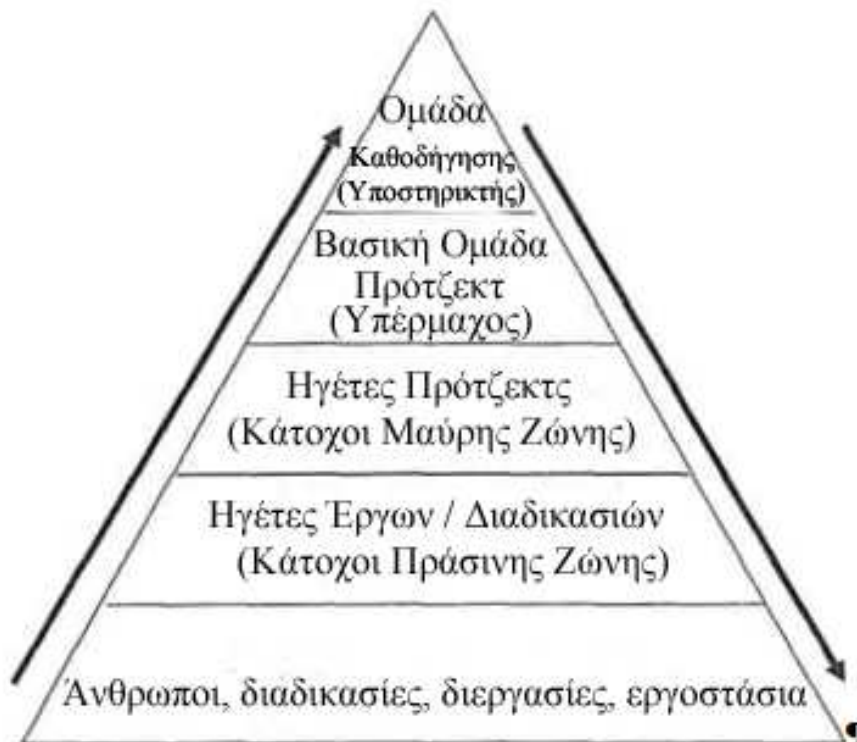 Ομάδα
Καθοδήγησης
(Υποστηρικτής)
Βασική Ομάδα
Πρότζεκτ
(Υπέρμαχος)
Ηγέτες Πρότζεκτς
(Κάτοχοι Μαύρης Ζώνης)
Ηγέτες Έργων / Διαδικασιών
(Κάτοχοι Πράσινης Ζώνης)
Άνθρωποι, διαδικασίες, διεργασίες, εργοστάσια